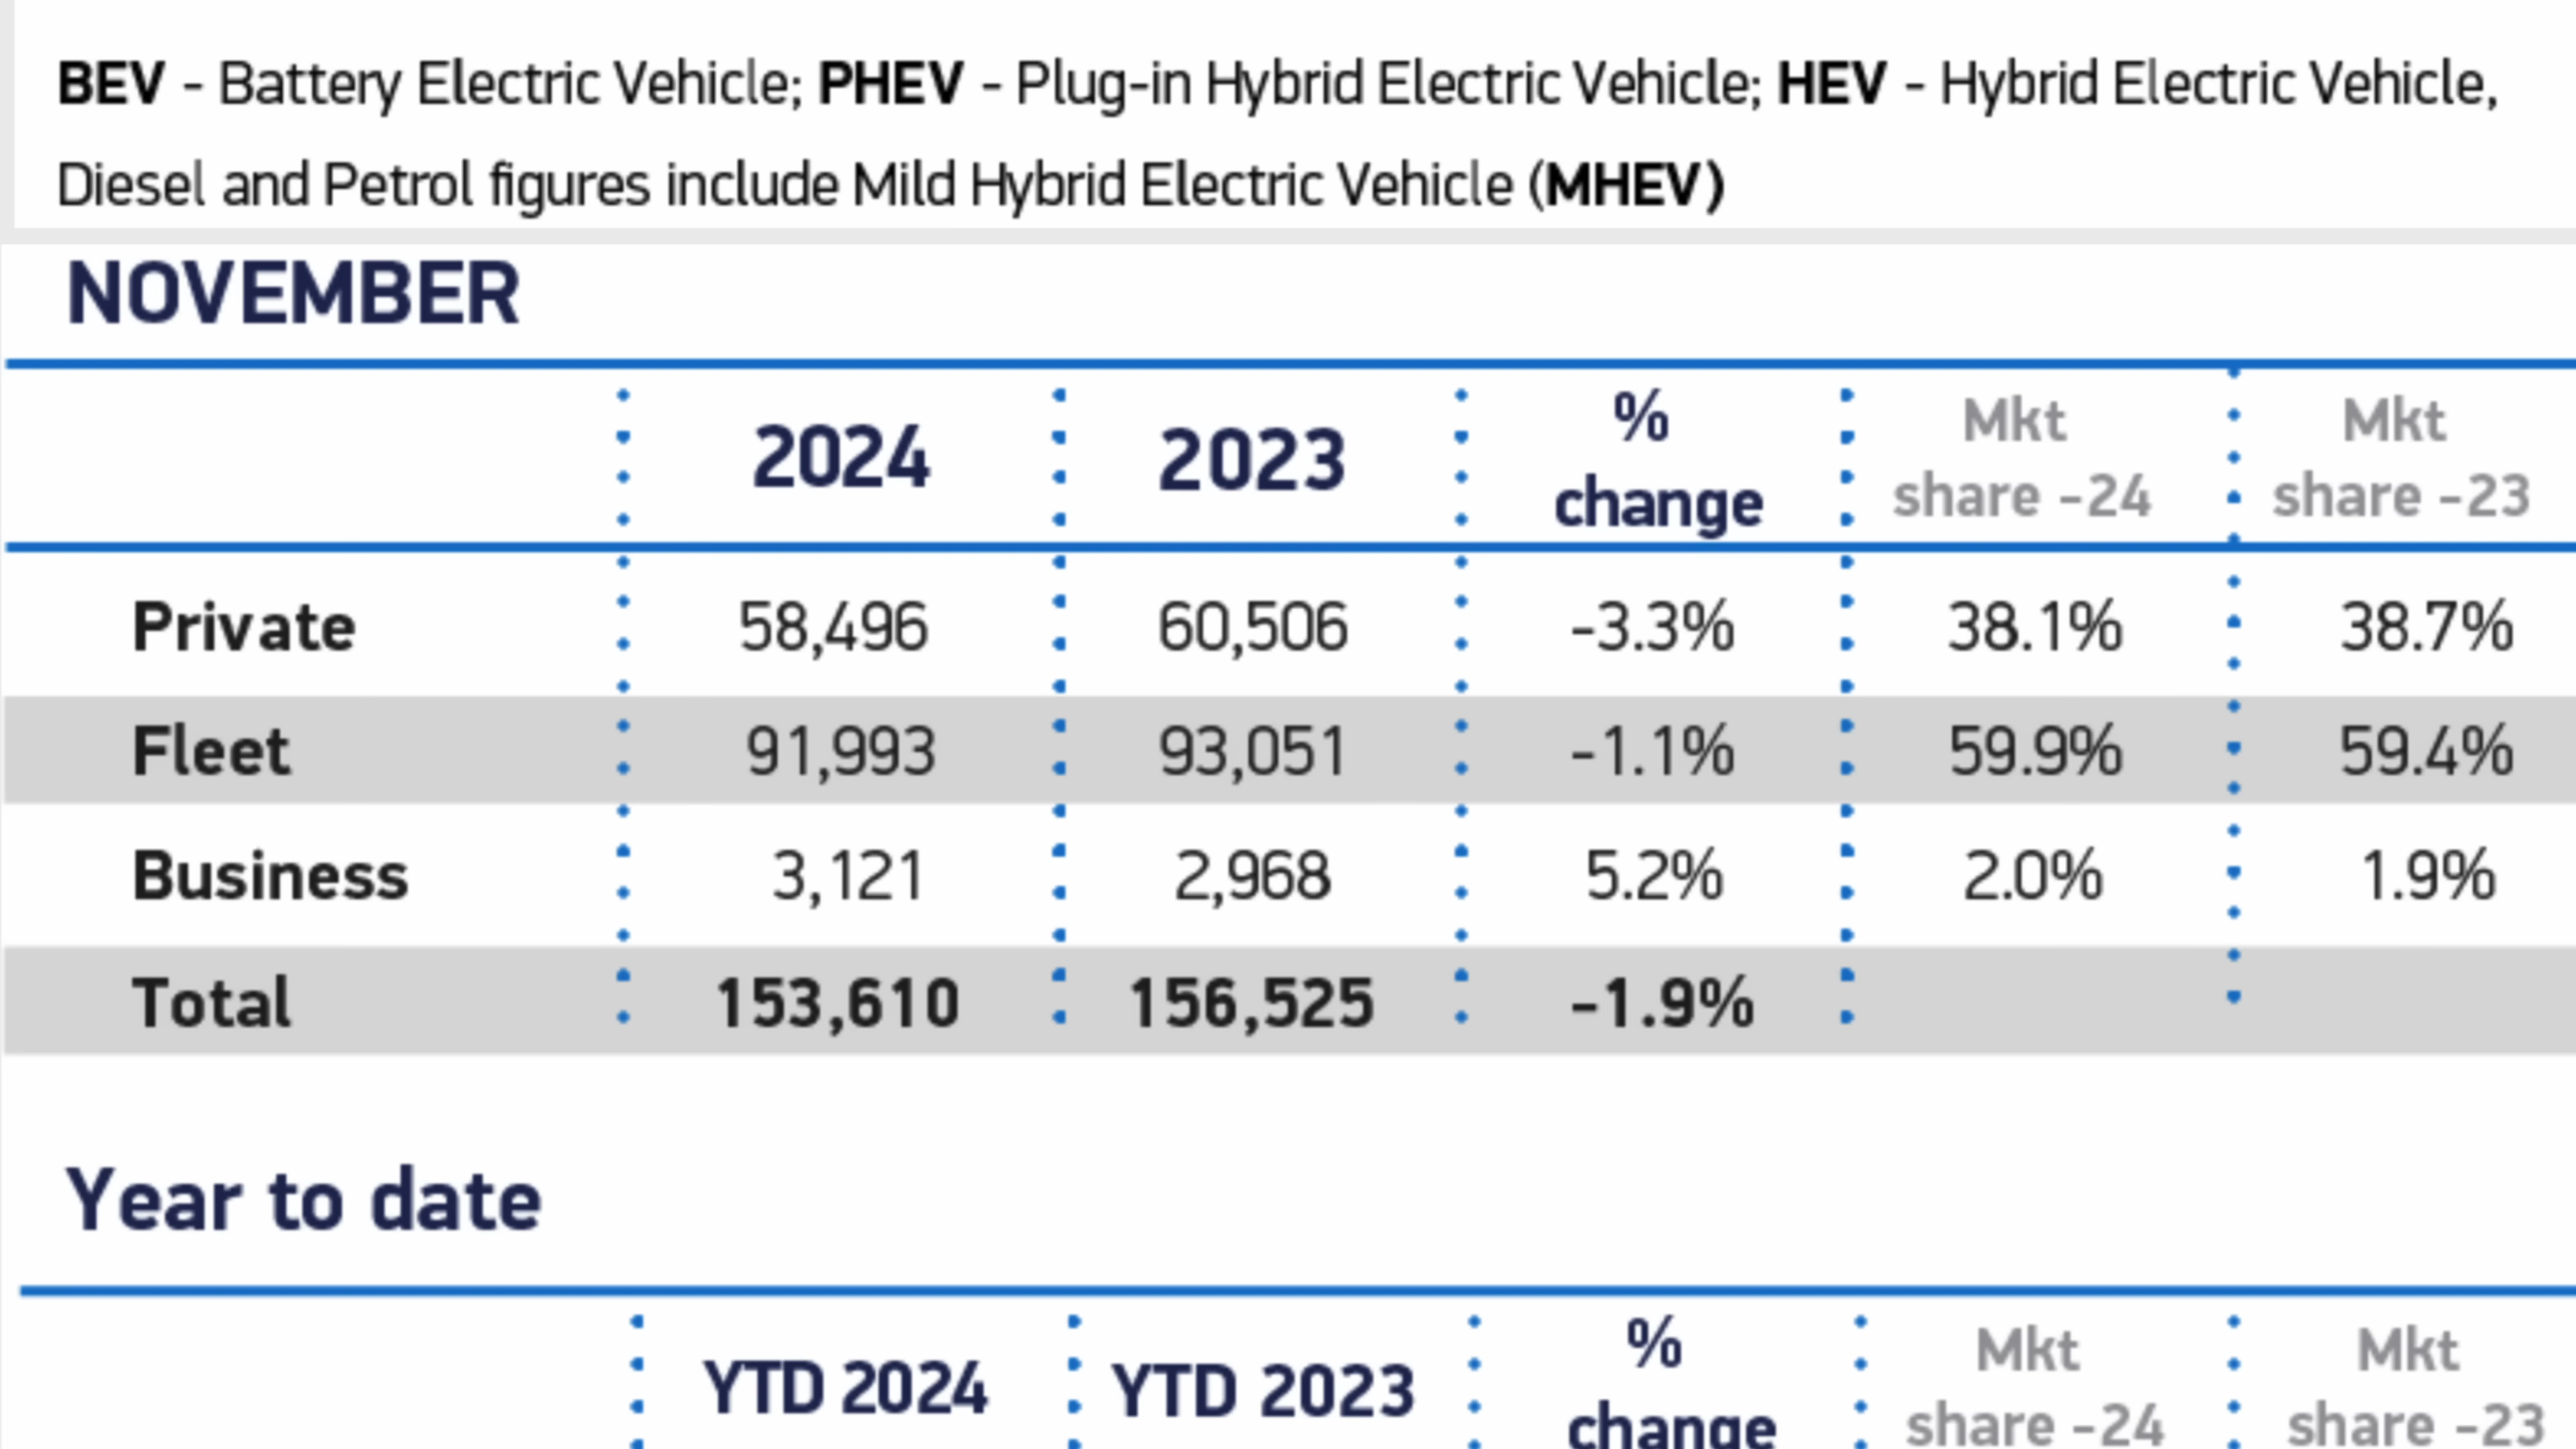 BEV - Battery Electric Vehicle; PHEV - Plug-in Hybrid Electric Vehicle; HEV - Hybrid Electric Vehicle,
Diesel and Petrol figures include Mild Hybrid Electric Vehicle (MHEV)
NOVEMBER
2024 2023 % change Mkt share -24 Mkt share -23
Private 58,496 60,506 -3.3% 38.1% 38.7%
Fleet 91,993 93,051 -1.1% 59.9% 59.4%
Business 3,121 2,968 5.2% 2.0% 1.9%
Total 153,610 156,525 -1.9%
Year to date
YTD 2024 YTD 2023 % change Mkt share -24 Mkt share -23